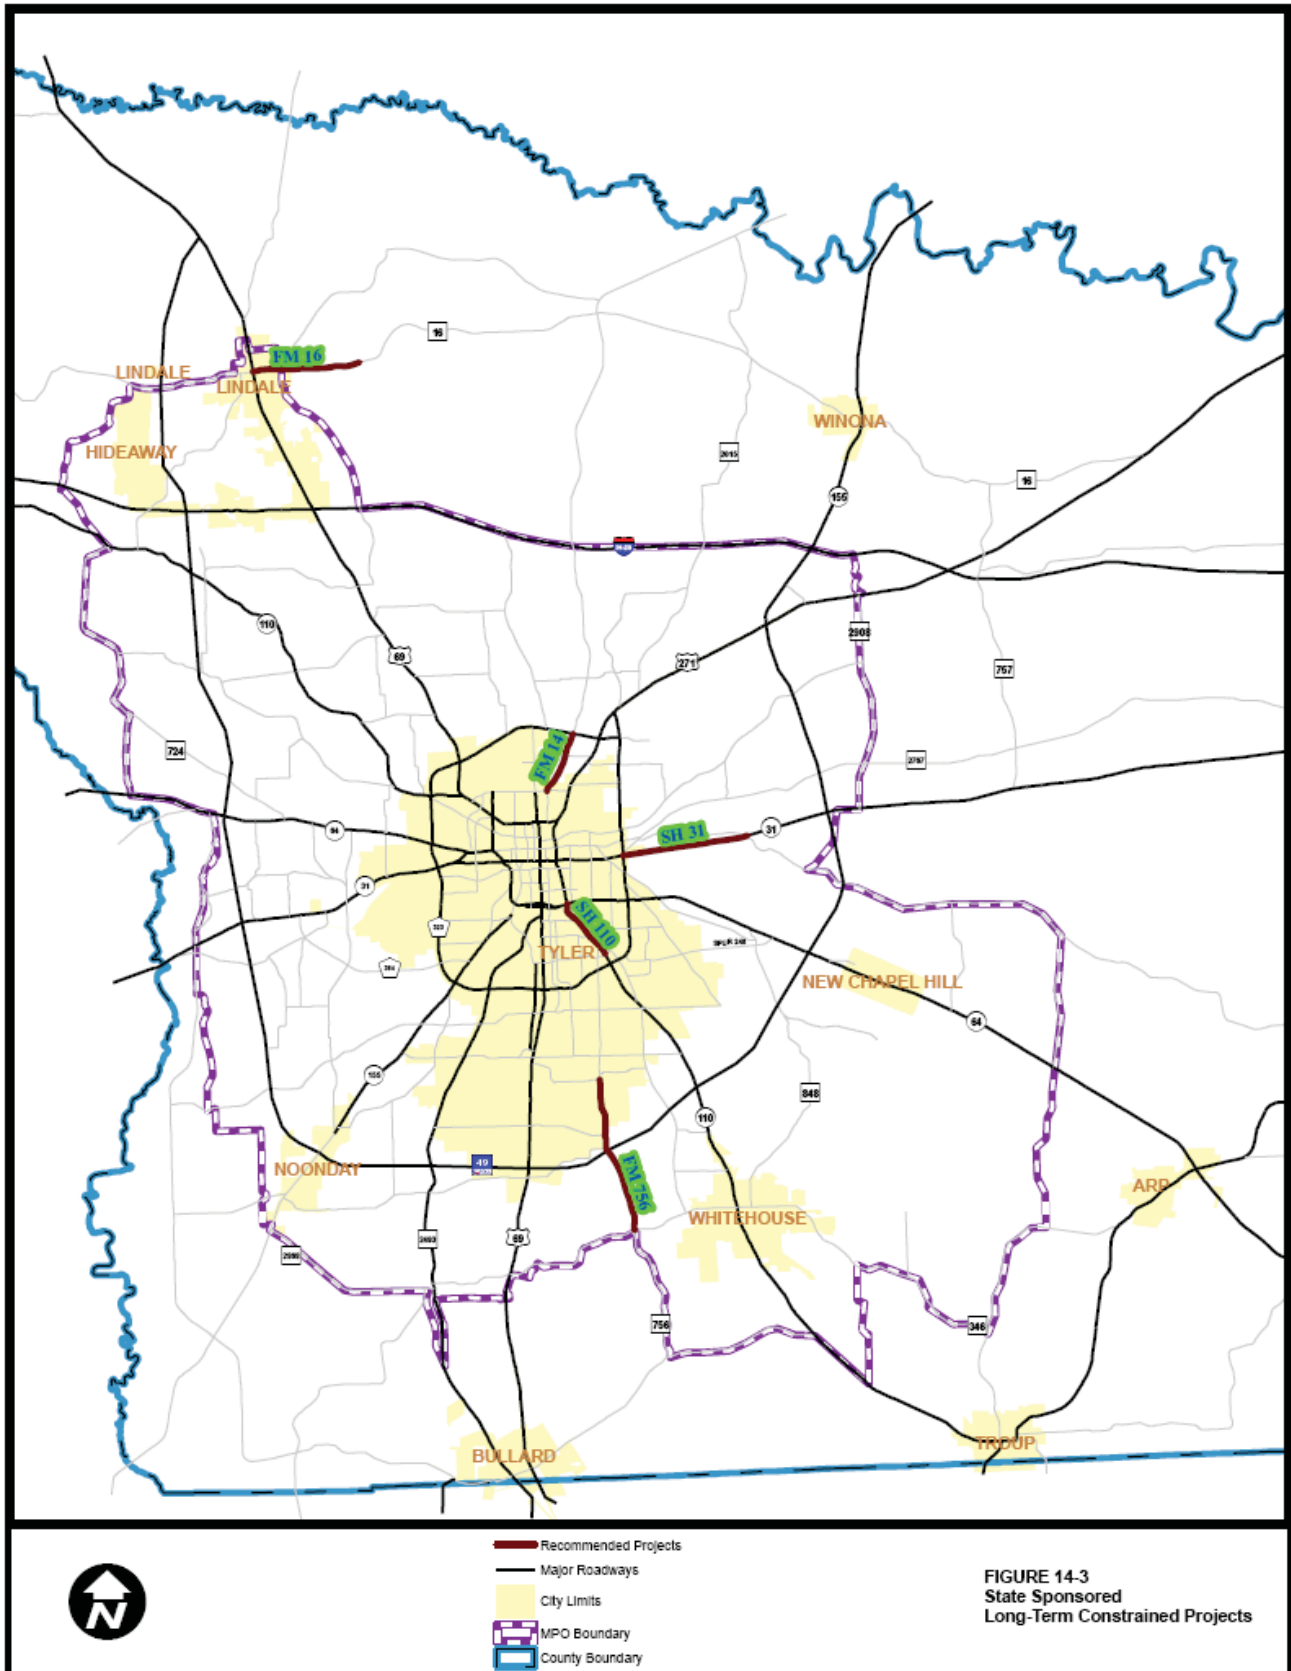 16
FM 16
LINDALE
LINDALE
WINONA
HIDEAWAY
2015
16
155
110
2908
69
271
757
724
FM 14
2767
64
SH 31
31
31
SH 110
323
TYLER
SPUR 248
NEW CHAPEL HILL
64
155
848
110
49
NOONDAY
FM 756
ARP
WHITEHOUSE
2493
69
756
346
BULLARD
TROUP
N
Recommended Projects
Major Roadways
City Limits
MPO Boundary
County Boundary
FIGURE 14-3
State Sponsored
Long-Term Constrained Projects